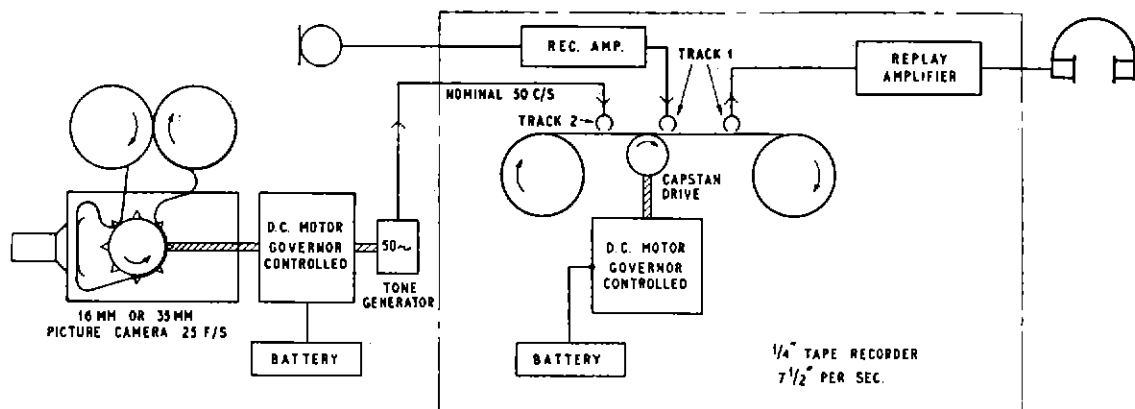 REC. AMP.
TRACK 1
REPLAY
AMPLIFIER
NOMINAL 50 C/S
TRACK 2
CAPSTAN
DRIVE
D.C. MOTOR
GOVERNOR
CONTROLLED
50~
TONE
GENERATOR
D.C. MOTOR
GOVERNOR
CONTROLLED
16 MM OR 35MM
PICTURE CAMERA 25 F/S
BATTERY
BATTERY
1/4" TAPE RECORDER
7 1/2" PER SEC.